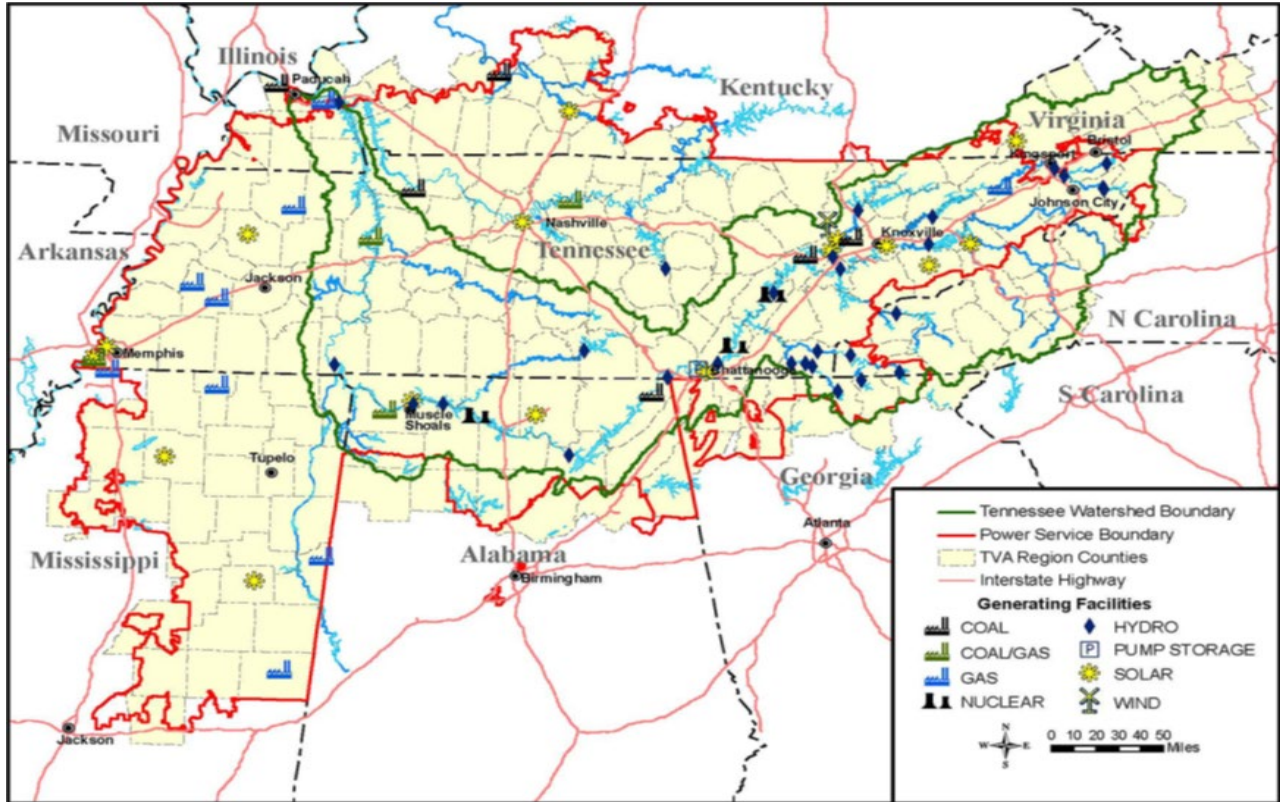 Illinois
Paducah
Kentucky
Missouri
Virginia
Bristol
Kingsport
Johnson City
Nashville
Tennessee
Knoxville
Arkansas
Jackson
N Carolina
Memphis
Chattanooga
S Carolina
Muscle
Shoals
Tupelo
Georgia
Atlanta
Mississippi
Alabama
Birmingham
Jackson
Tennessee Watershed Boundary
Power Service Boundary
TVA Region Counties
Interstate Highway
Generating Facilities
COAL
HYDRO
COAL/GAS
P PUMP STORAGE
GAS
SOLAR
NUCLEAR
WIND
N
W E
S
0 10 20 30 40 50
Miles